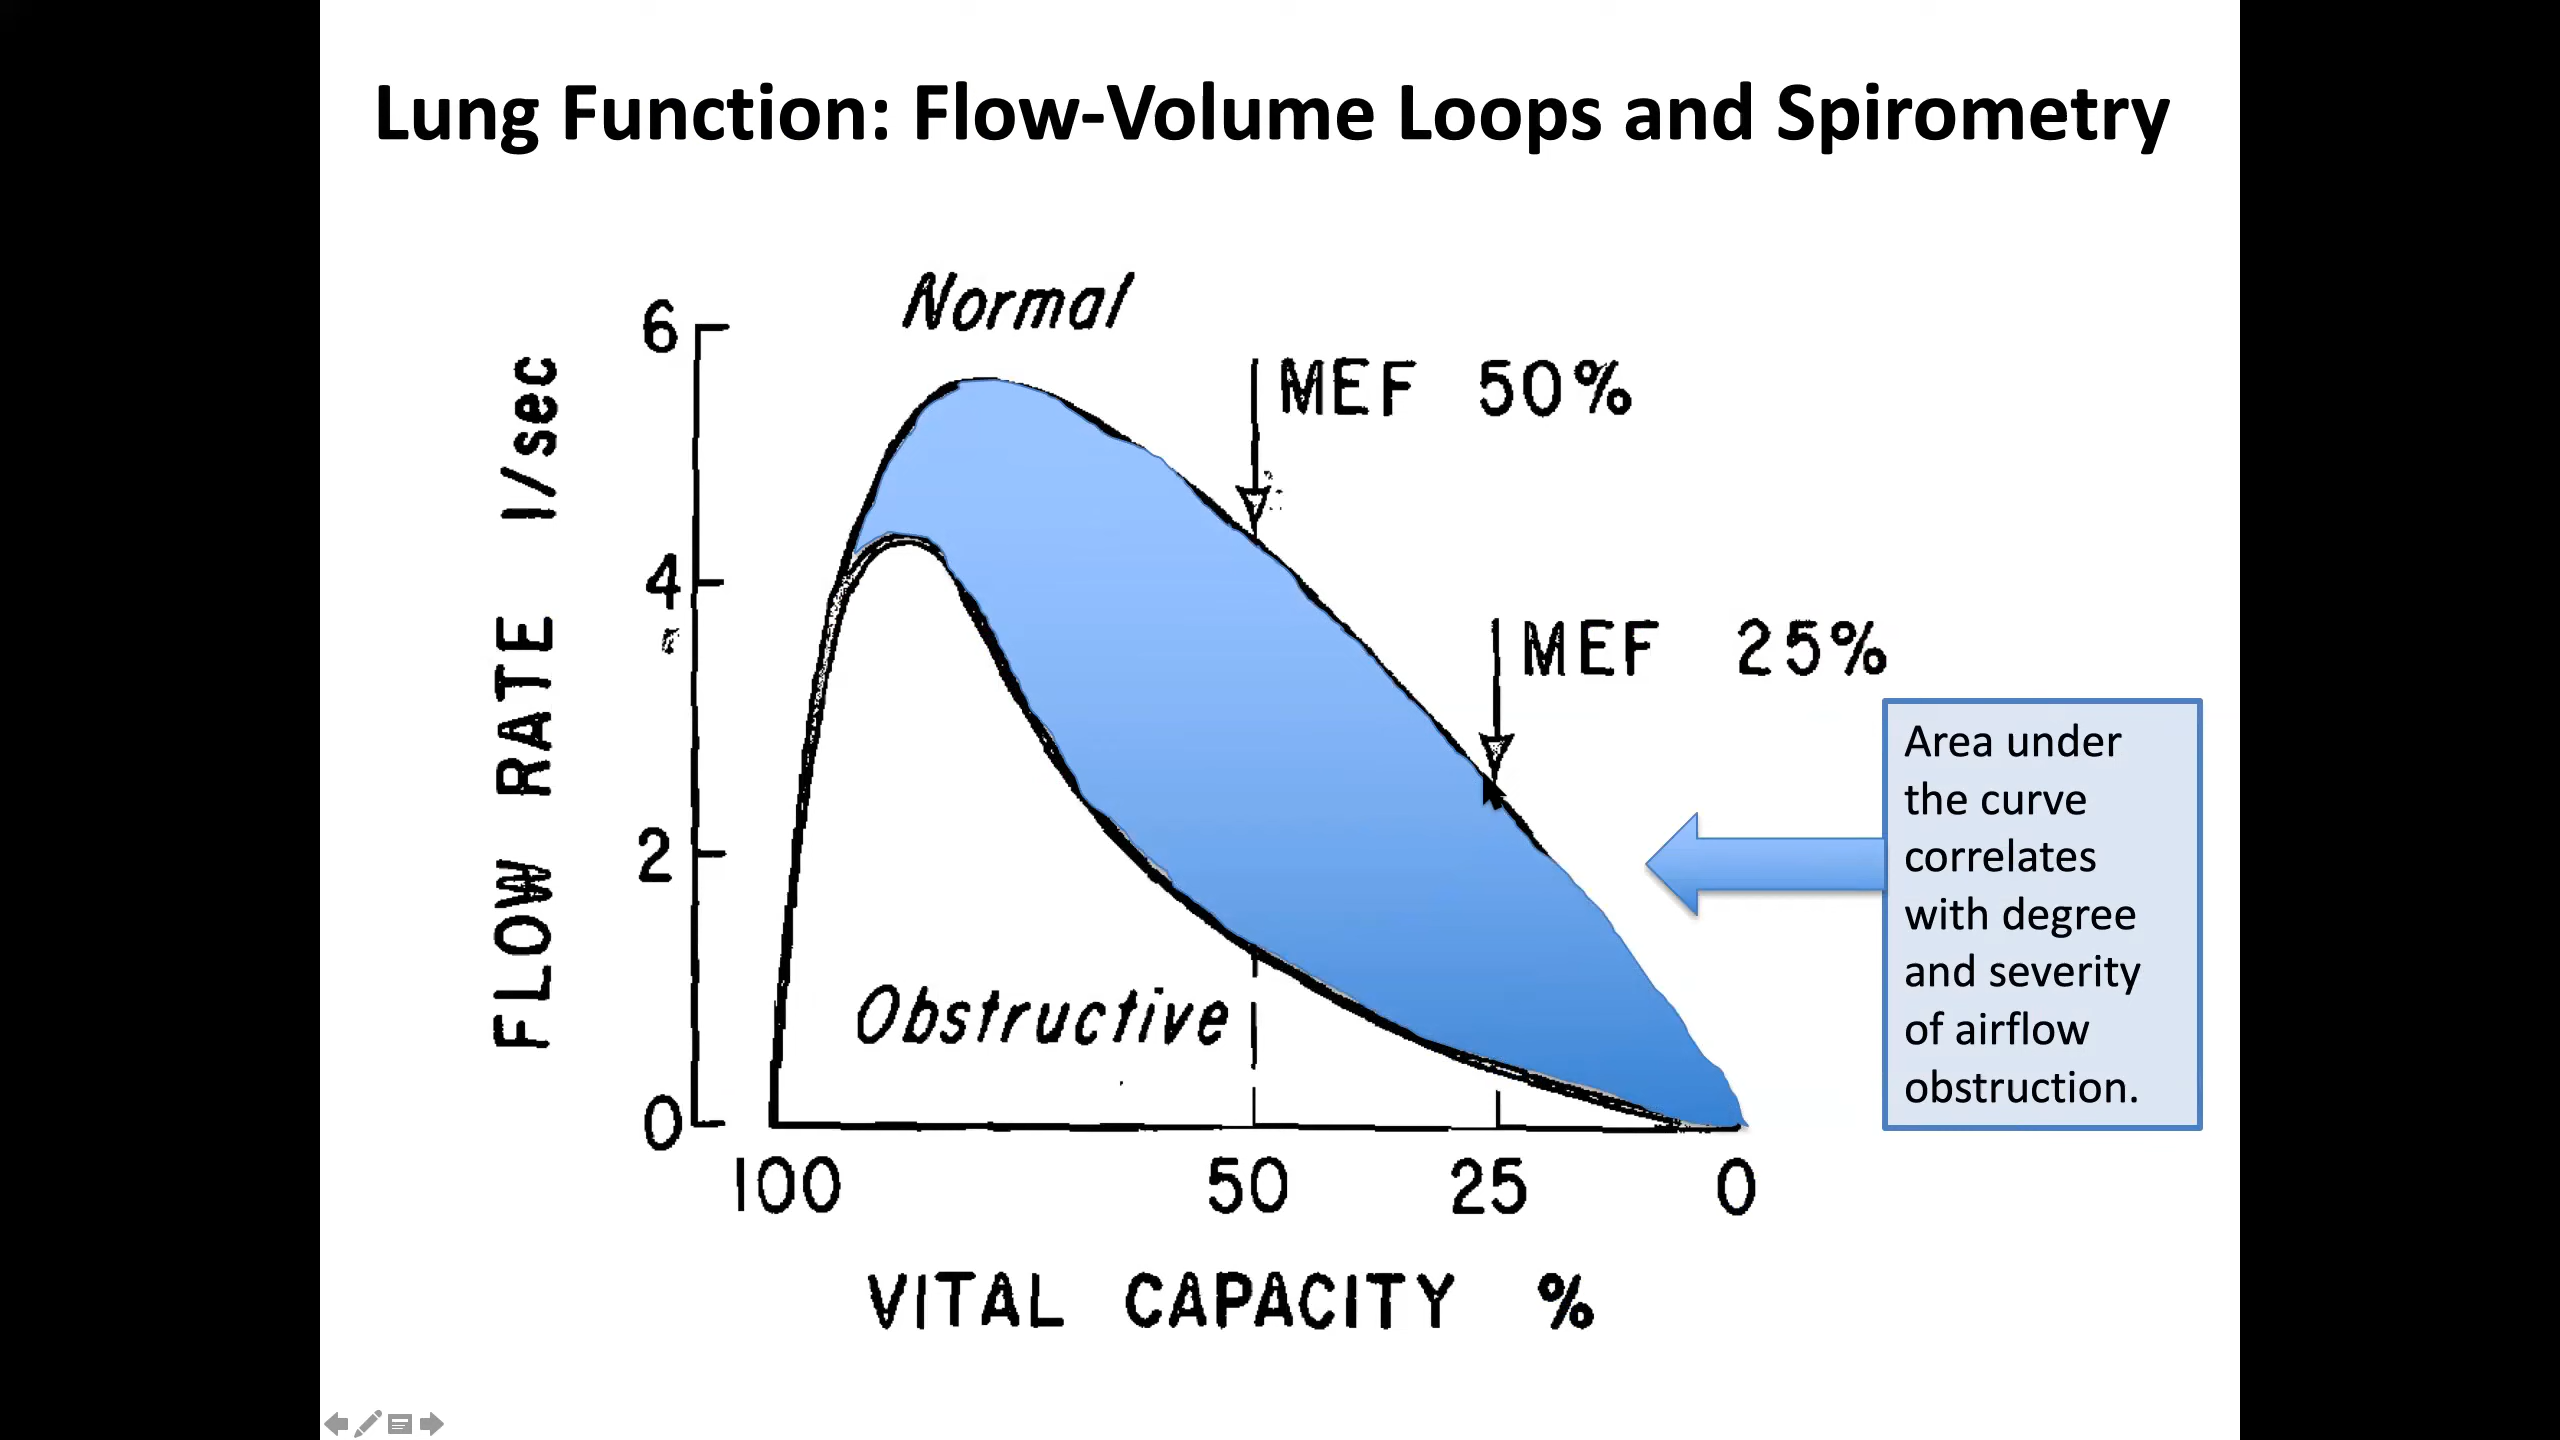 Lung Function: Flow-Volume Loops and Spirometry
Normal
6
MEF 50%
FLOW RATE l/sec
4
MEF 25%
2
Area under
the curve
correlates
with degree
and severity
of airflow
obstruction.
Obstructive
0
100 50 25 0
VITAL CAPACITY %